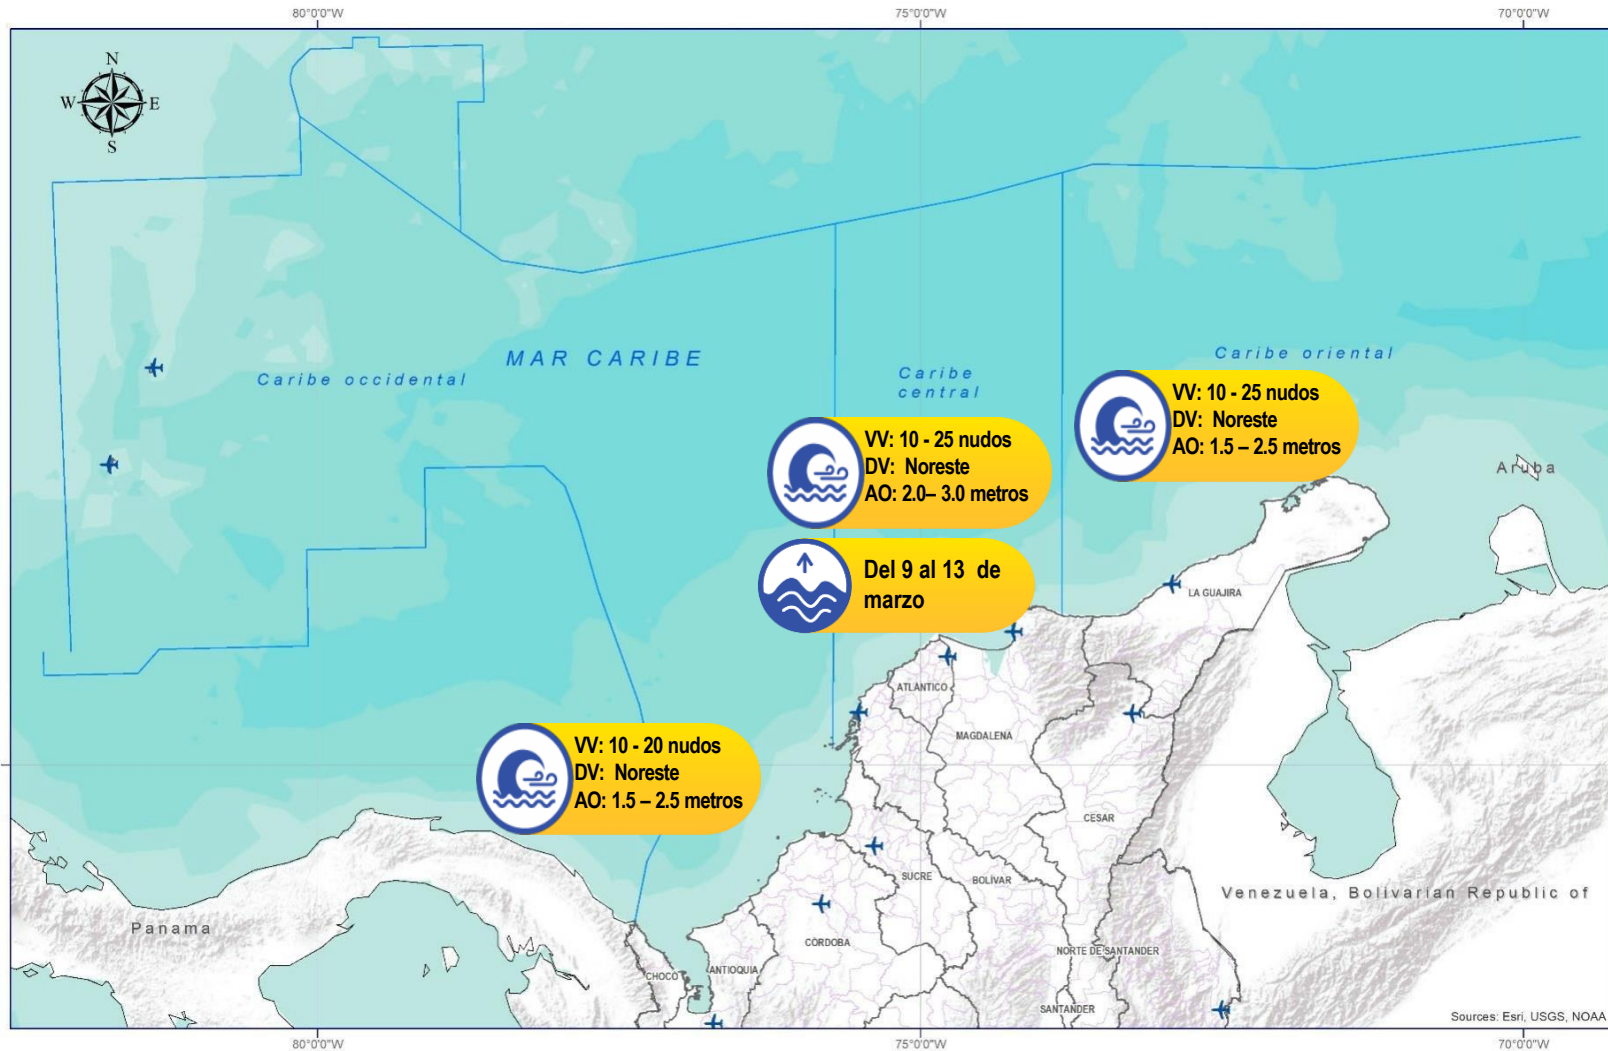 80°0'0"W
75°0'0"W
70°0'0"W
N
W
E
S
MAR CARIBE
Caribe occidental
Caribe
central
Caribe oriental
VV: 10 - 25 nudos
DV:  Noreste
AO: 1.5 – 2.5 metros
VV: 10 - 25 nudos
DV:  Noreste
AO: 2.0– 3.0 metros
Aruba
Del 9 al 13  de
marzo
LA GUAJIRA
ATLÁNTICO
MAGDALENA
VV: 10 - 20 nudos
DV:  Noreste
AO: 1.5 – 2.5 metros
CESAR
SUCRE
BOLÍVAR
Venezuela, Bolivarian Republic of
Panama
CÓRDOBA
NORTE DE SANTANDER
CHOCÓ
ANTIOQUIA
SANTANDER
Sources: Esri, USGS, NOAA
80°0'0"W
75°0'0"W
70°0'0"W